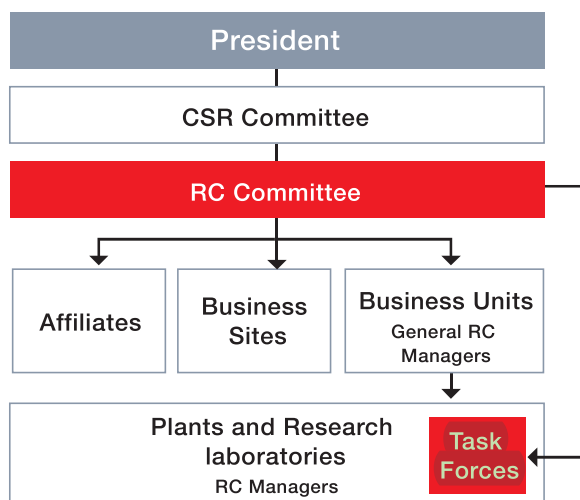 President
CSR Committee
RC Committee
Affiliates
Business
Sites
Business Units
General RC
Managers
Plants and Research
laboratories
RC Managers
Task
Forces